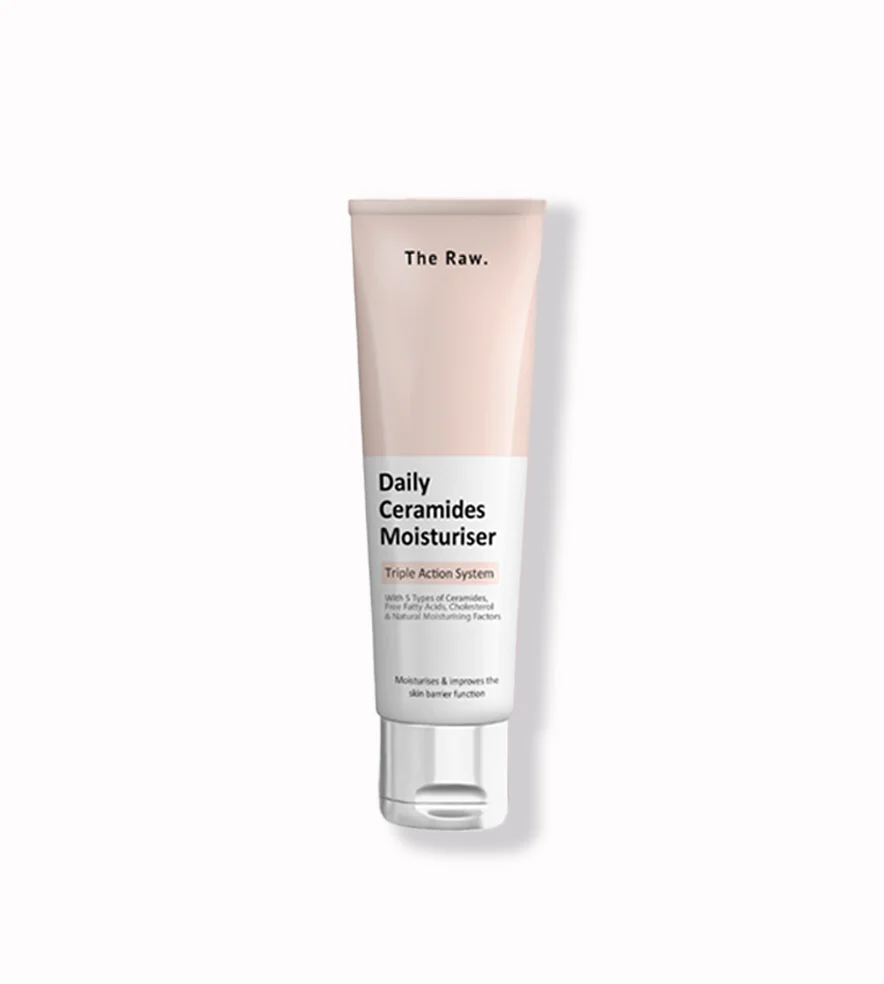 The Raw.
Daily
Ceramides
Moisturiser
Triple Action System
With 5 Types of Ceramides,
Free Fatty Acids, Cholesterol
& Natural Moisturising Factors
Moisturises & improves the
skin barrier function